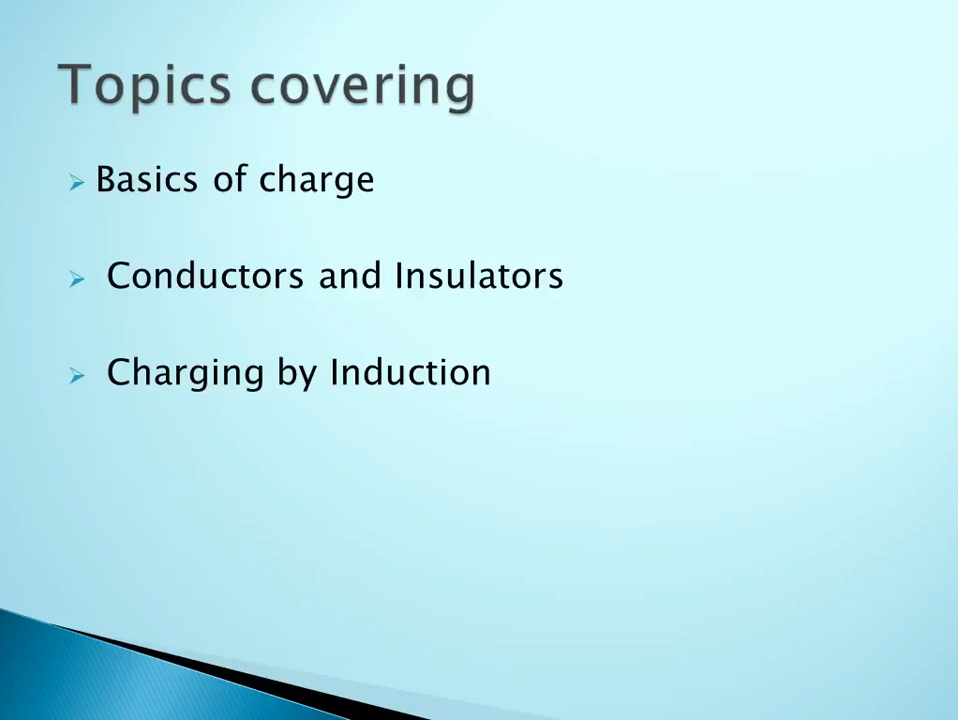 Topics covering
Basics of charge
Conductors and Insulators
Charging by Induction